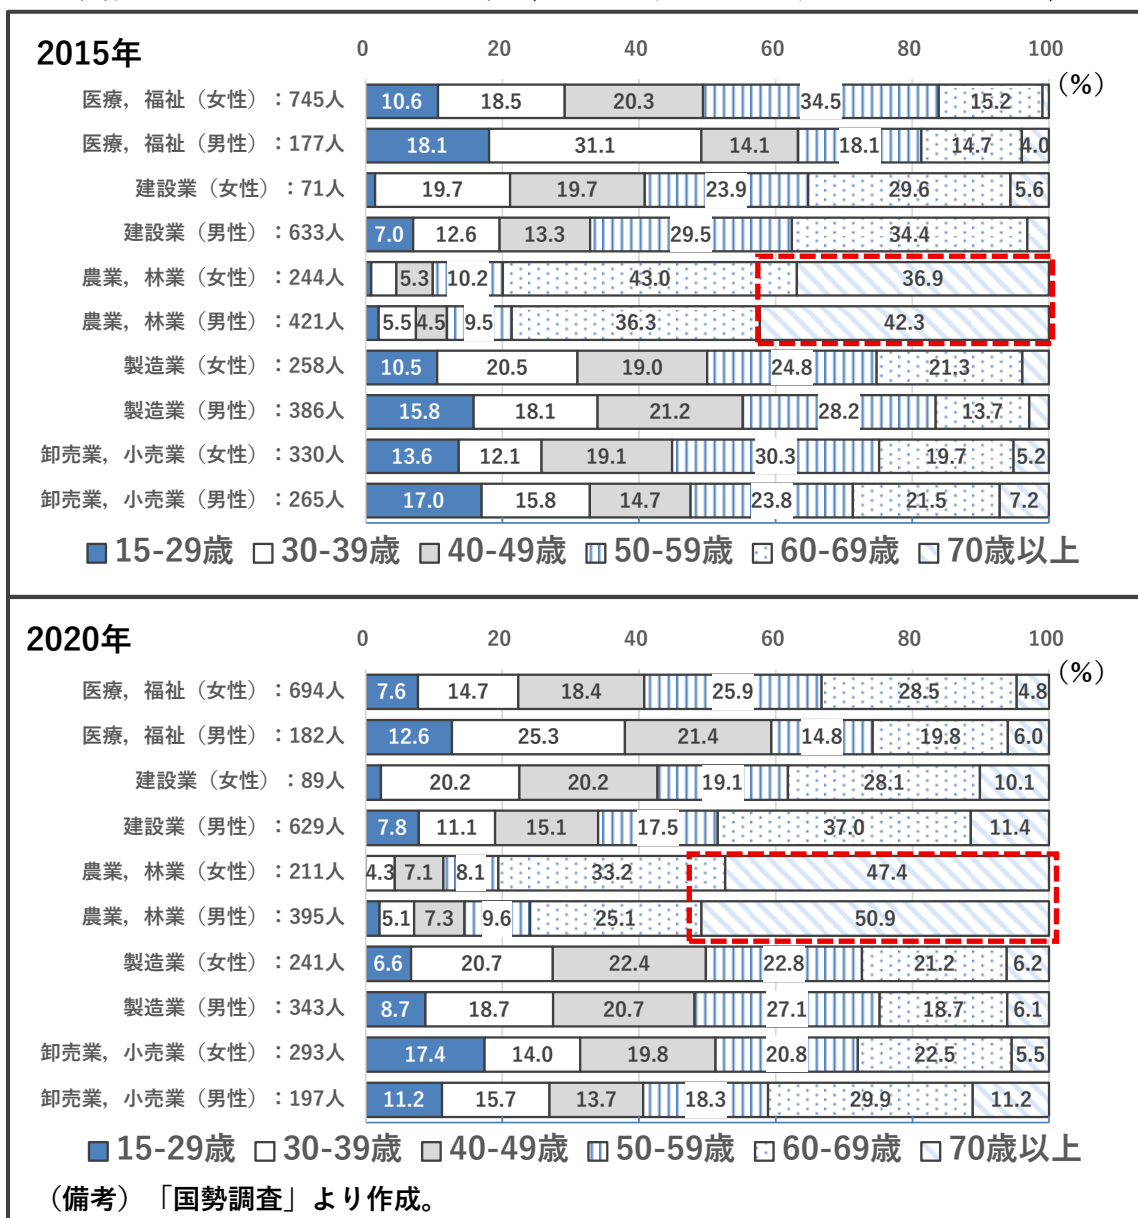 2015年
0 20 40 60 80 100
(%)
医療，福祉（女性）：745人 10.6 18.5 20.3 34.5 15.2
医療，福祉（男性）：177人 18.1 31.1 14.1 18.1 14.7 4.0
建設業（女性）：71人 19.7 19.7 23.9 29.6 5.6
建設業（男性）：633人 7.0 12.6 13.3 29.5 34.4
農業，林業（女性）：244人 5.3 10.2 43.0 36.9
農業，林業（男性）：421人 5.5 4.5 9.5 36.3 42.3
製造業（女性）：258人 10.5 20.5 19.0 24.8 21.3
製造業（男性）：386人 15.8 18.1 21.2 28.2 13.7
卸売業，小売業（女性）：330人 13.6 12.1 19.1 30.3 19.7 5.2
卸売業，小売業（男性）：265人 17.0 15.8 14.7 23.8 21.5 7.2
15-29歳 30-39歳 40-49歳 50-59歳 60-69歳 70歳以上
2020年
0 20 40 60 80 100
(%)
医療，福祉（女性）：694人 7.6 14.7 18.4 25.9 28.5 4.8
医療，福祉（男性）：182人 12.6 25.3 21.4 14.8 19.8 6.0
建設業（女性）：89人 20.2 20.2 19.1 28.1 10.1
建設業（男性）：629人 7.8 11.1 15.1 17.5 37.0 11.4
農業，林業（女性）：211人 4.3 7.1 8.1 33.2 47.4
農業，林業（男性）：395人 5.1 7.3 9.6 25.1 50.9
製造業（女性）：241人 6.6 20.7 22.4 22.8 21.2 6.2
製造業（男性）：343人 8.7 18.7 20.7 27.1 18.7 6.1
卸売業，小売業（女性）：293人 17.4 14.0 19.8 20.8 22.5 5.5
卸売業，小売業（男性）：197人 11.2 15.7 13.7 18.3 29.9 11.2
15-29歳 30-39歳 40-49歳 50-59歳 60-69歳 70歳以上
（備考）「国勢調査」より作成。